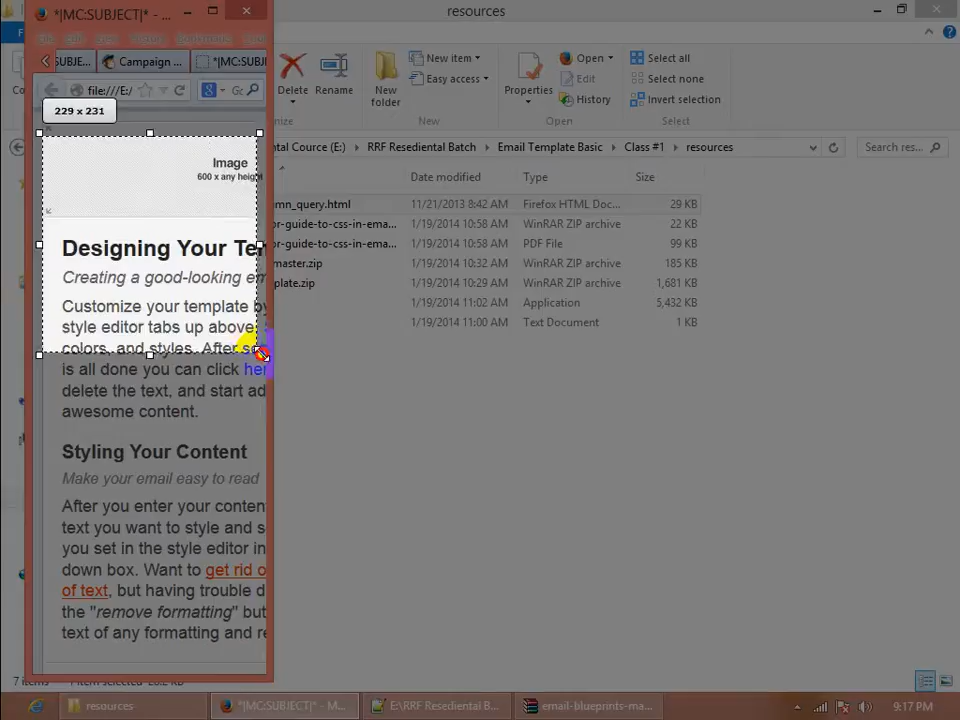 *|MC:SUBJECT|* - ...
resources
SUBJE...
Campaign ...
*|MC:SUBJ
file:///E:/
229 x 231
Delete
Rename
New folder
New item
Easy access
Properties
Open
Edit
History
Select all
Select none
Invert selection
New
Open
Select
(E:)
RRF Resediental Batch
Email Template Basic
Class #1
resources
Search res...
Date modified
Type
Size
mn_query.html
11/21/2013 8:42 AM
Firefox HTML Doc...
29 KB
or-guide-to-css-in-ema...
1/19/2014 10:58 AM
WinRAR ZIP archive
22 KB
or-guide-to-css-in-ema...
1/19/2014 10:58 AM
PDF File
99 KB
master.zip
1/19/2014 10:32 AM
WinRAR ZIP archive
185 KB
plate.zip
1/19/2014 10:29 AM
WinRAR ZIP archive
1,681 KB
1/19/2014 11:02 AM
Application
5,432 KB
1/19/2014 11:00 AM
Text Document
1 KB
Image
600 x any height
Designing Your Te
Creating a good-looking em
Customize your template by
style editor tabs up above
colors, and styles. After
is all done you can click her
delete the text, and start ad
awesome content.
Styling Your Content
Make your email easy to read
After you enter your conten
text you want to style and s
you set in the style editor in
down box. Want to get rid o
of text, but having trouble d
the "remove formatting" but
text of any formatting and re
7 items
resources
*|MC:SUBJECT|* - M...
E:\RRF Resediental B...
email-blueprints-ma...
9:17 PM